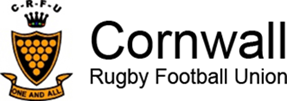 C-R-F-U
ONE AND ALL
Cornwall
Rugby Football Union